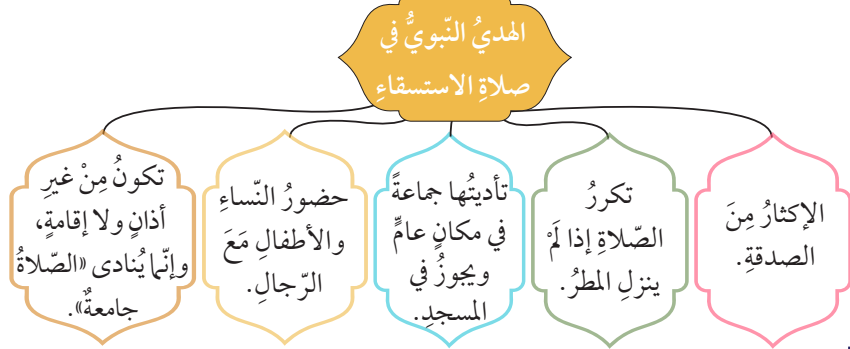 الهديُ النّبويُّ في
صلاةِ الاستسقاءِ
الإكثارُ مِنَ
الصدقةِ.
تكررُ
الصّلاةِ إذا لَمْ
ينزلِ المطرُ.
تأديتُها جماعةً
في مكانٍ عامٍّ
ويجوزُ في
المسجدِ.
حضورُ النّساءِ
والأطفالِ مَعَ
الرّجالِ.
تكونُ مِنْ غيرِ
أذانٍ ولا إقامةٍ،
وإنّما يُنادى «الصّلاةُ
جامعةٌ».